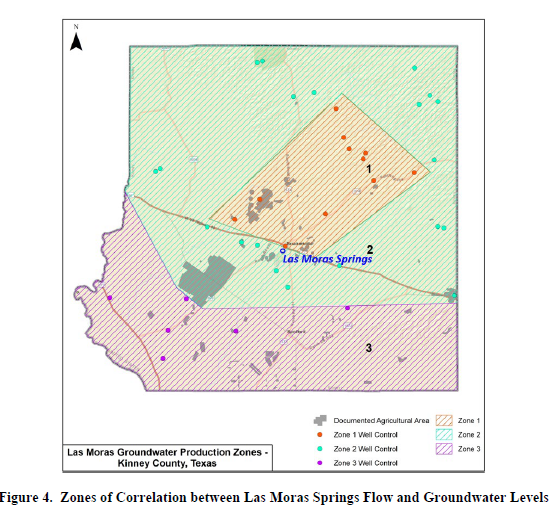 N
1
2
Las Moras Springs
3
Documented Agricultural Area
Zone 1 Well Control
Zone 2 Well Control
Zone 3 Well Control
Zone 1
Zone 2
Zone 3
Las Moras Groundwater Production Zones -
Kinney County, Texas
Figure 4. Zones of Correlation between Las Moras Springs Flow and Groundwater Levels